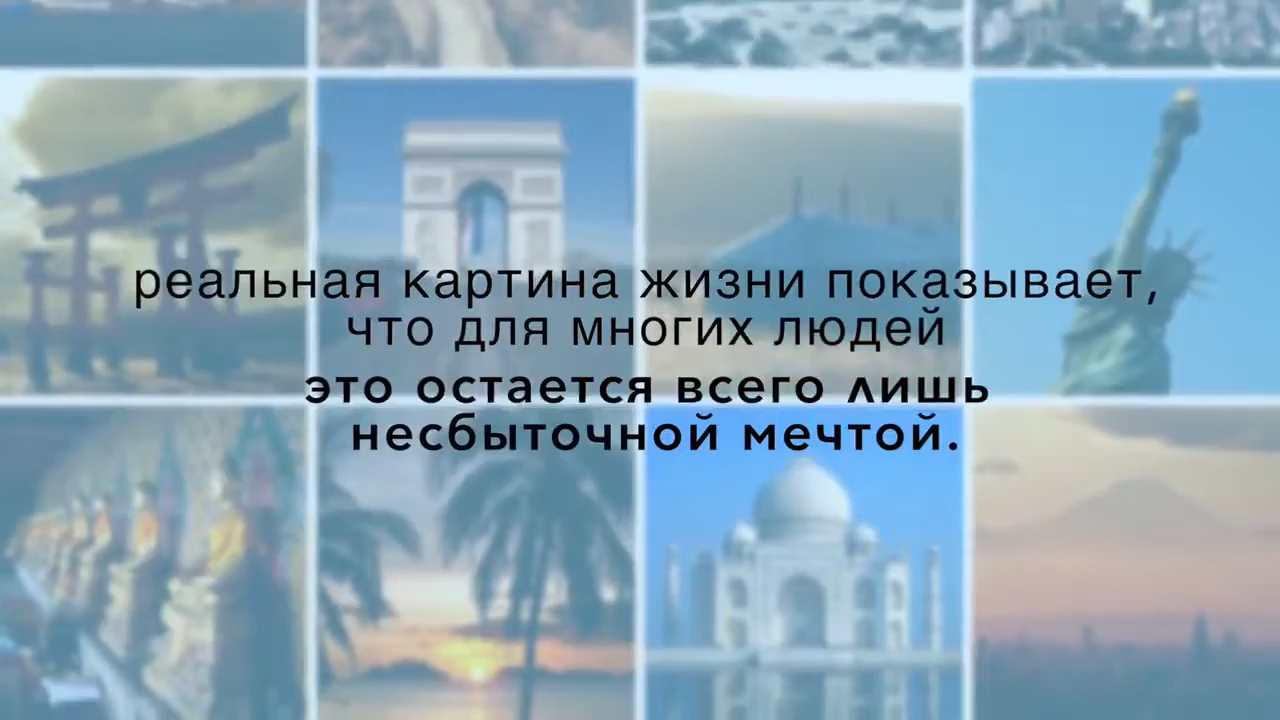 реальная картина жизни показывает,
что для многих людей
это остается всего лишь
несбыточной мечтой.